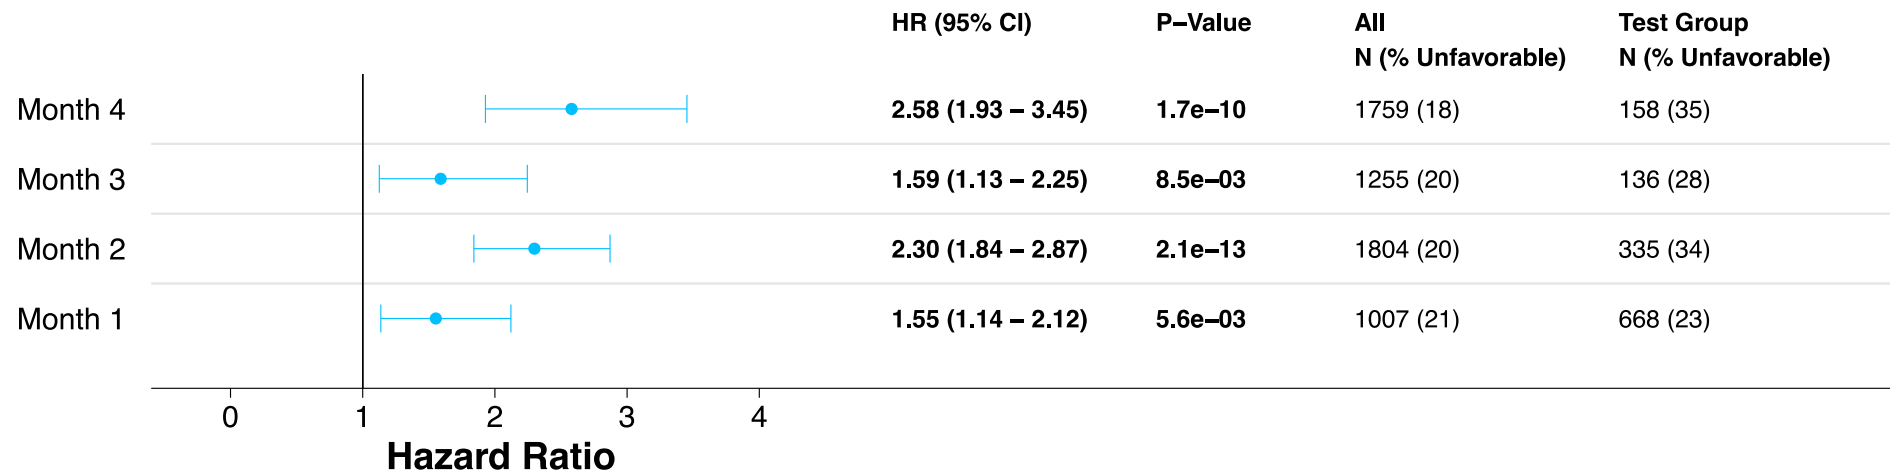 HR (95% CI) P–Value All Test Group
N (% Unfavorable) N (% Unfavorable)
Month 4 2.58 (1.93 – 3.45) 1.7e–10 1759 (18) 158 (35)
Month 3 1.59 (1.13 – 2.25) 8.5e–03 1255 (20) 136 (28)
Month 2 2.30 (1.84 – 2.87) 2.1e–13 1804 (20) 335 (34)
Month 1 1.55 (1.14 – 2.12) 5.6e–03 1007 (21) 668 (23)
0 1 2 3 4
Hazard Ratio